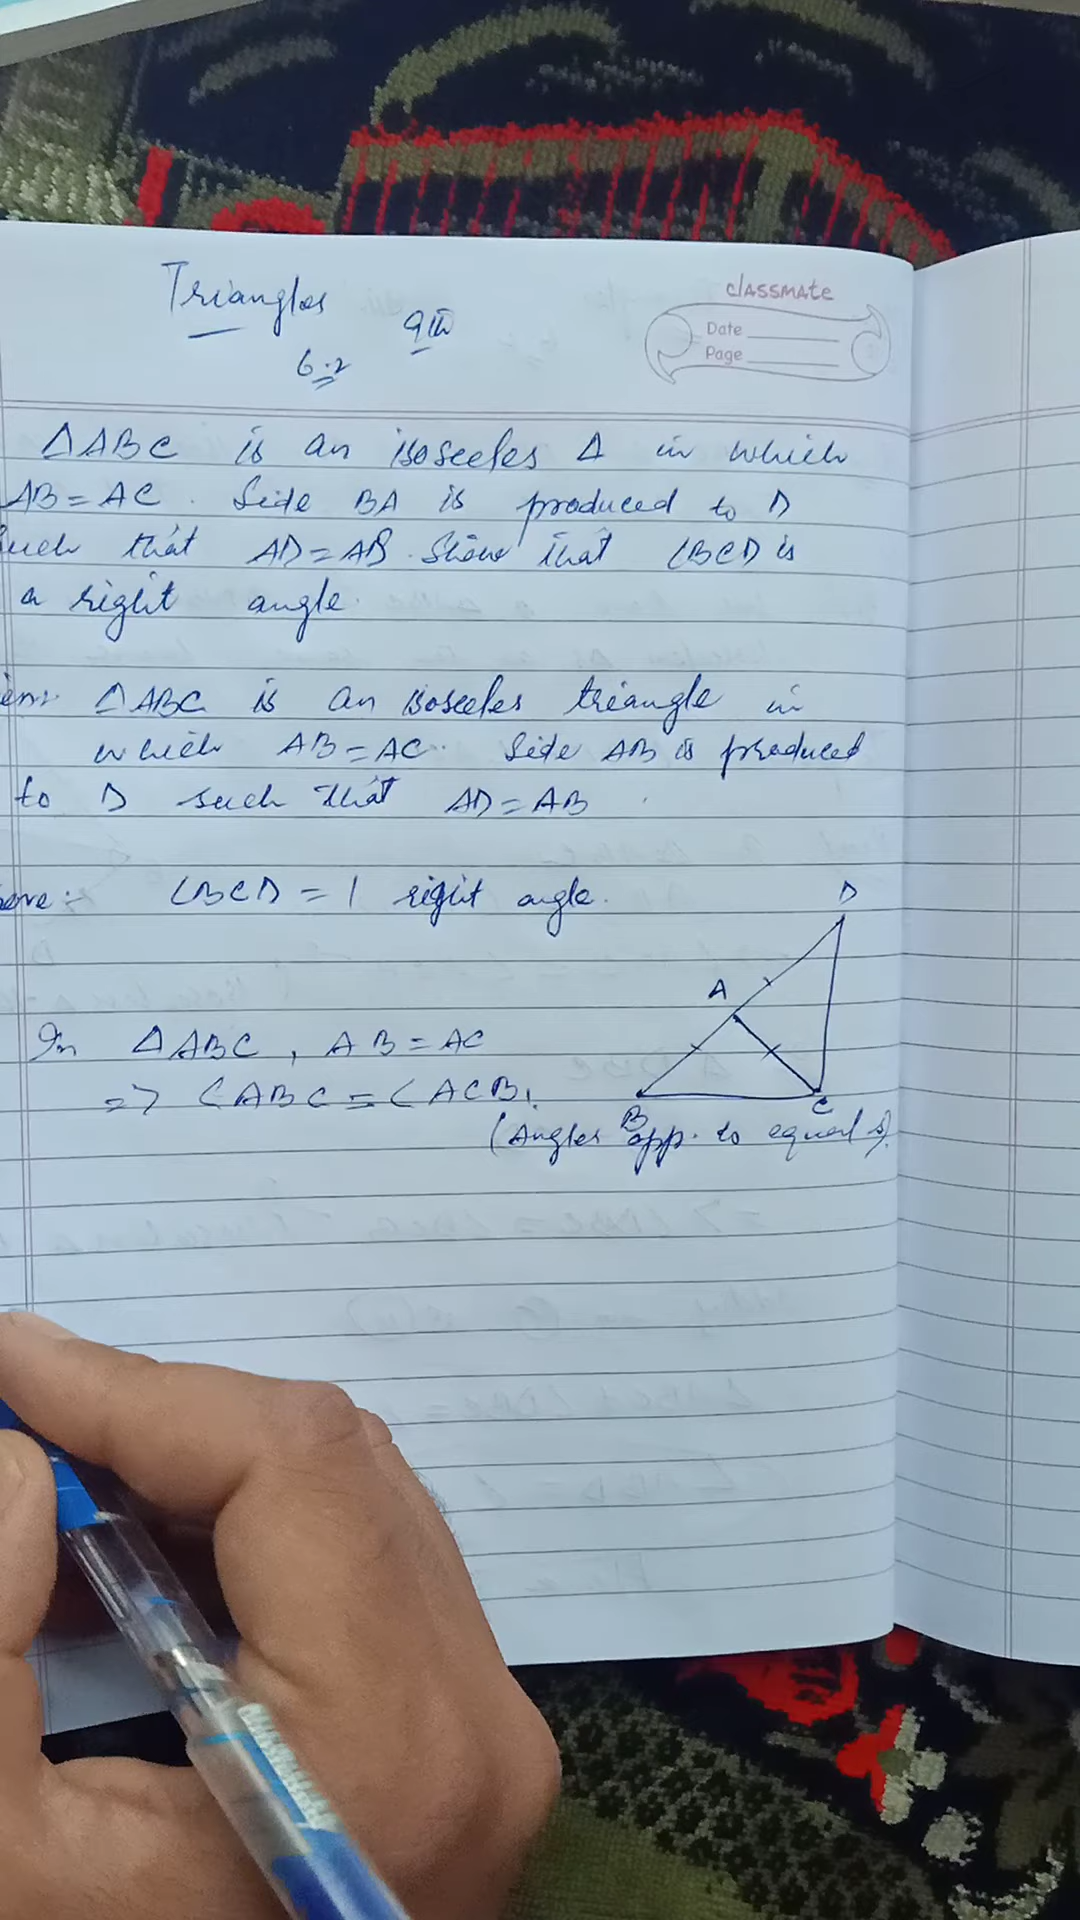 Triangles
9th
6.2
classmate
Date
Page
△ABC is an isosceles △ in which
AB = AC. Side BA is produced to D
such that AD = AB. Show that ∠BCD is
a right angle.
△ABC is an isosceles triangle in
which AB = AC. Side AB is produced
to D such that AD = AB
∠BCD = 1 right angle.
D
A
In △ABC, AB = AC
=> ∠ABC = ∠ACB.
B
C
(Angles opp. to equal s)